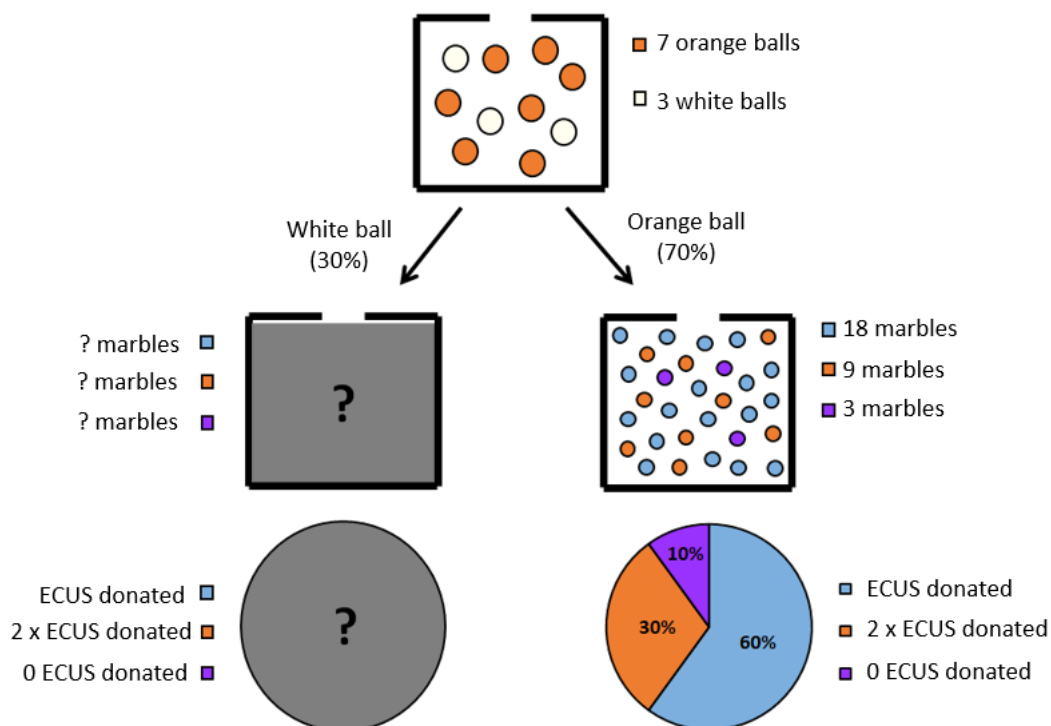 7 orange balls
3 white balls
White ball
(30%)
Orange ball
(70%)
? marbles
? marbles
? marbles
?
18 marbles
9 marbles
3 marbles
ECUS donated
2 x ECUS donated
0 ECUS donated
?
10%
30%
60%
ECUS donated
2 x ECUS donated
0 ECUS donated